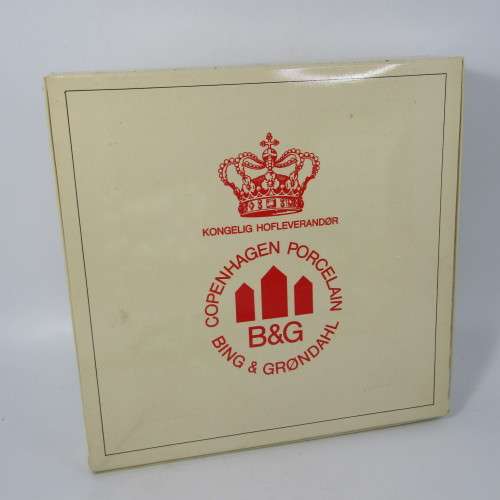 KONGELIG HOFLEVERANDØR
COPENHAGEN PORCELAIN
B&G
BING & GRØNDAHL